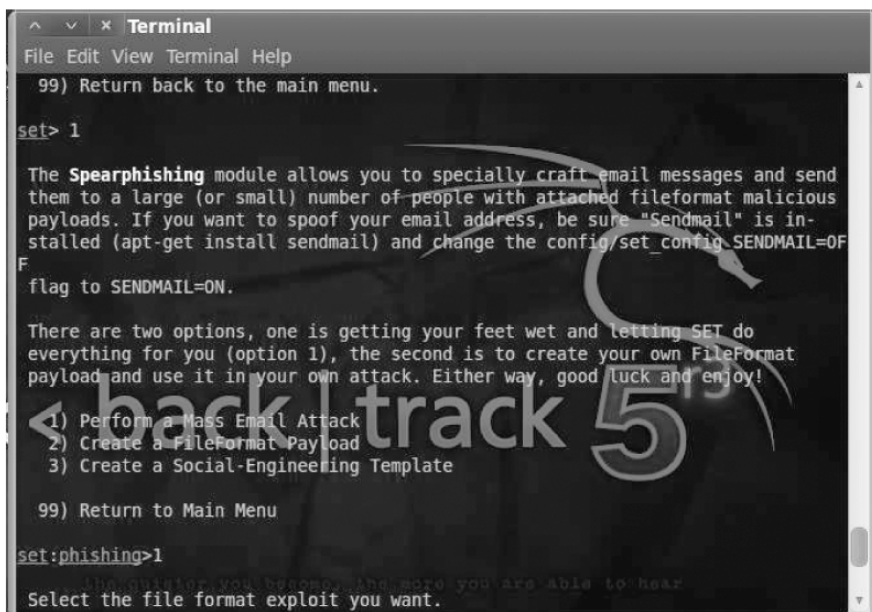 Terminal
File Edit View Terminal Help
99) Return back to the main menu.
set> 1
The Spearphishing module allows you to specially craft email messages and send
them to a large (or small) number of people with attached fileformat malicious
payloads. If you want to spoof your email address, be sure "Sendmail" is in-
stalled (apt-get install sendmail) and change the config/set_config SENDMAIL=OF
F
flag to SENDMAIL=ON.
There are two options, one is getting your feet wet and letting SET do
everything for you (option 1), the second is to create your own FileFormat
payload and use it in your own attack. Either way, good luck and enjoy!
<back|track 5 r3
1) Perform a Mass Email Attack
2) Create a FileFormat Payload
3) Create a Social-Engineering Template
99) Return to Main Menu
set:phishing>1
the quieter you become, the more you are able to hear
Select the file format exploit you want.